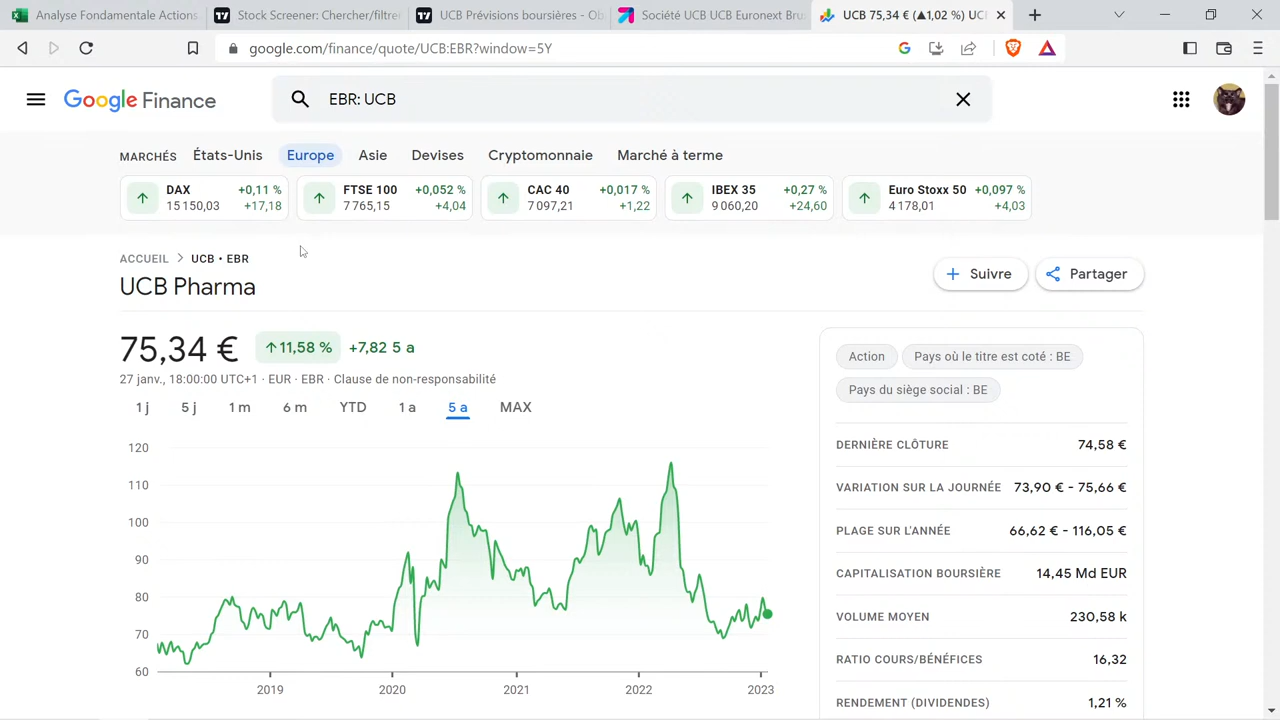 Analyse Fondamentale Actions
Stock Screener: Chercher/filtrer
UCB Prévisions boursières - Ob
Société UCB UCB Euronext Bru
UCB 75,34 € (▲1,02 %) UCB
google.com/finance/quote/UCB:EBR?window=5Y
Google Finance
EBR: UCB
MARCHÉS États-Unis Europe Asie Devises Cryptomonnaie Marché à terme
DAX +0,11 %
15 150,03 +17,18
FTSE 100 +0,052 %
7 765,15 +4,04
CAC 40 +0,017 %
7 097,21 +1,22
IBEX 35 +0,27 %
9 060,20 +24,60
Euro Stoxx 50 +0,097 %
4 178,01 +4,03
ACCUEIL > UCB • EBR
UCB Pharma
+ Suivre
Partager
75,34 € ↑ 11,58 % +7,82 5 a
27 janv., 18:00:00 UTC+1 · EUR · EBR · Clause de non-responsabilité
1 j 5 j 1 m 6 m YTD 1 a 5 a MAX
120
110
100
90
80
70
60
2019 2020 2021 2022 2023
Action
Pays où le titre est coté : BE
Pays du siège social : BE
DERNIÈRE CLÔTURE 74,58 €
VARIATION SUR LA JOURNÉE 73,90 € - 75,66 €
PLAGE SUR L'ANNÉE 66,62 € - 116,05 €
CAPITALISATION BOURSIÈRE 14,45 Md EUR
VOLUME MOYEN 230,58 k
RATIO COURS/BÉNÉFICES 16,32
RENDEMENT (DIVIDENDES) 1,21 %